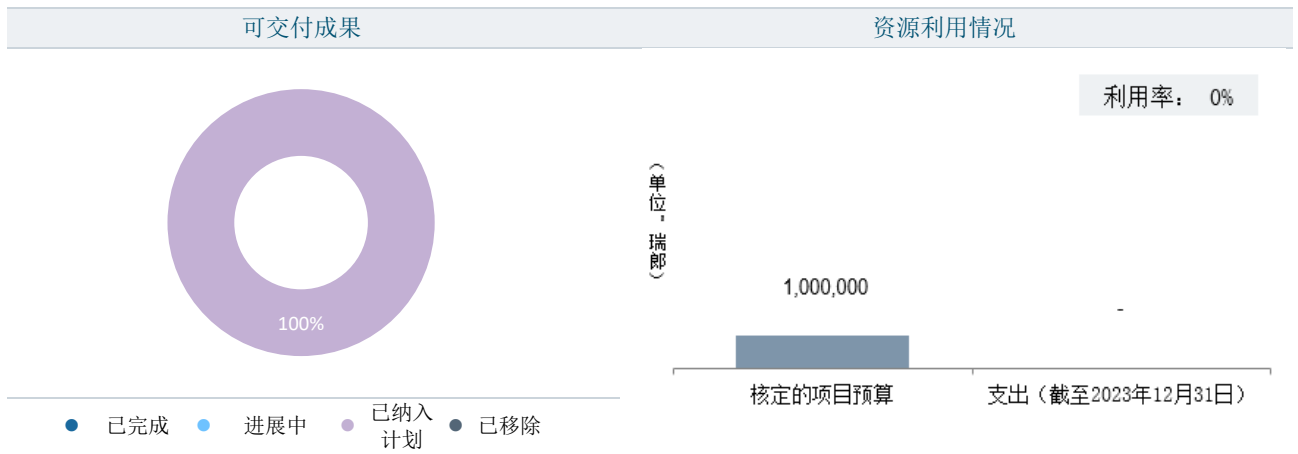 可交付成果
资源利用情况
利用率： 0%
（单位：瑞郎）
1,000,000
-
100%
核定的项目预算
支出（截至2023年12月31日）
已完成
进展中
已纳入
计划
已移除